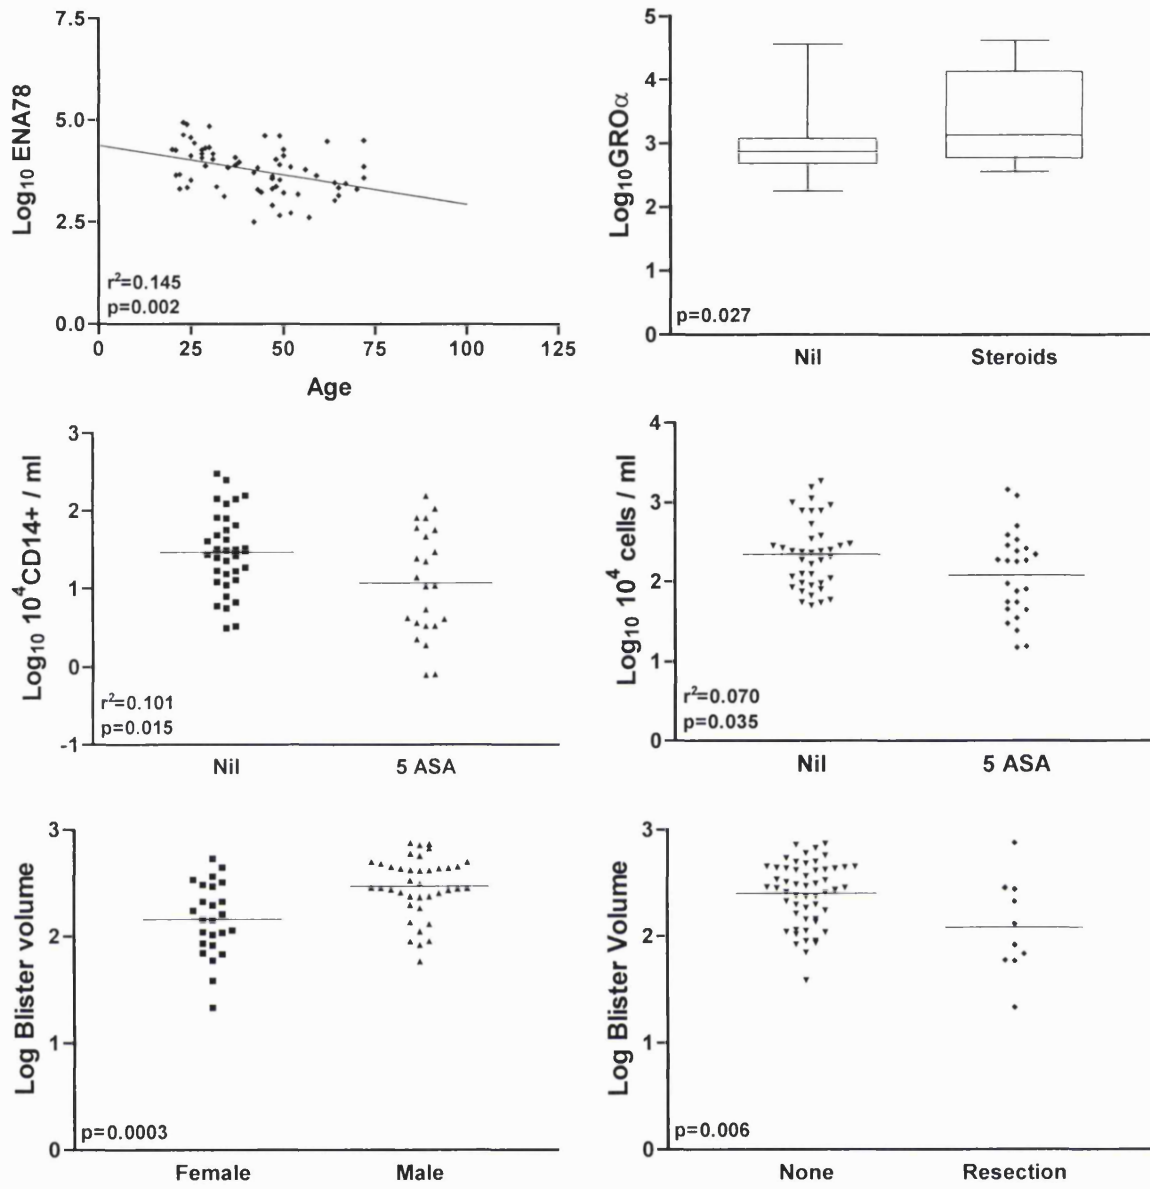 7.5
5.0
2.5
0.0
Log₁₀ ENA78
r²=0.145
p=0.002
0 25 50 75 100 125
Age
5
4
3
2
1
0
Log₁₀GROα
p=0.027
Nil Steroids
3
2
1
0
-1
Log₁₀ 10⁴CD14+ / ml
r²=0.101
p=0.015
Nil 5 ASA
4
3
2
1
0
Log₁₀ 10⁴ cells / ml
r²=0.070
p=0.035
Nil 5 ASA
3
2
1
0
Log Blister volume
p=0.0003
Female Male
3
2
1
0
Log Blister Volume
p=0.006
None Resection